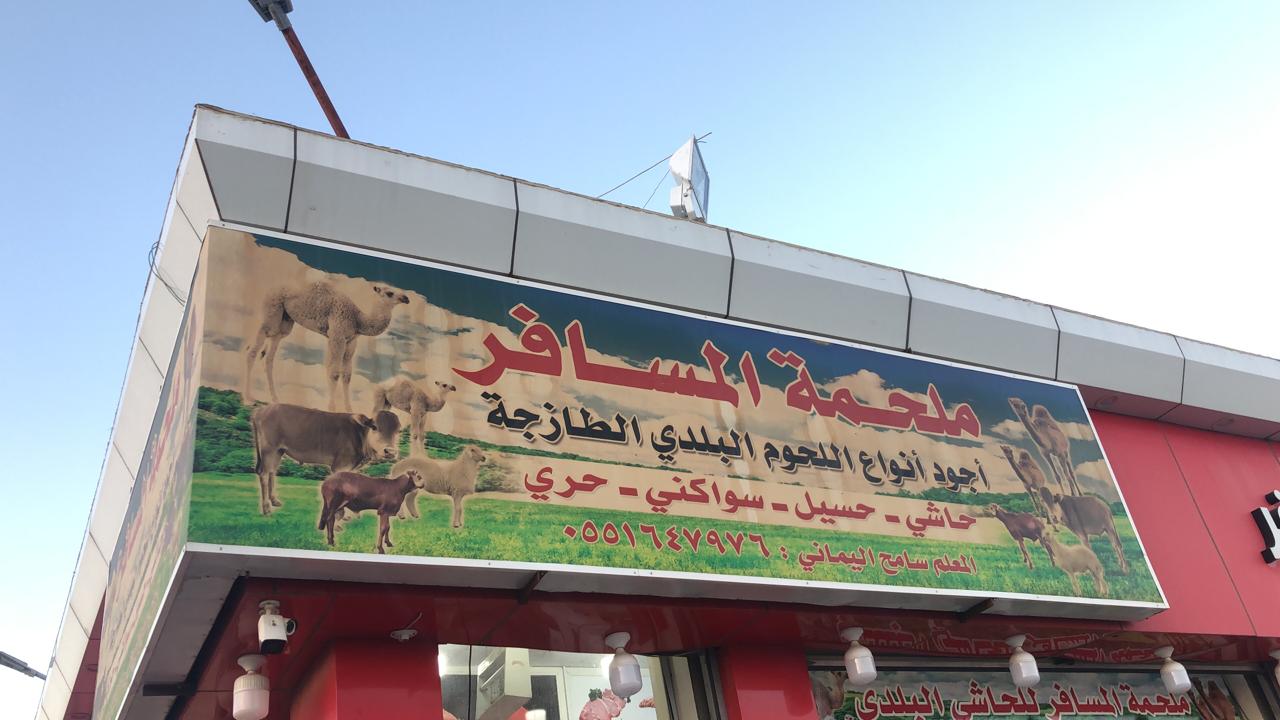 ملحمة المسافر
أجود أنواع اللحوم البلدي الطازجة
حاشي - حسيل - سواكني - حري
المعلم سامح اليماني : ٠٥٥١٦٤٧٩٧٦
ملحمة المسافر للحاشي البلدي